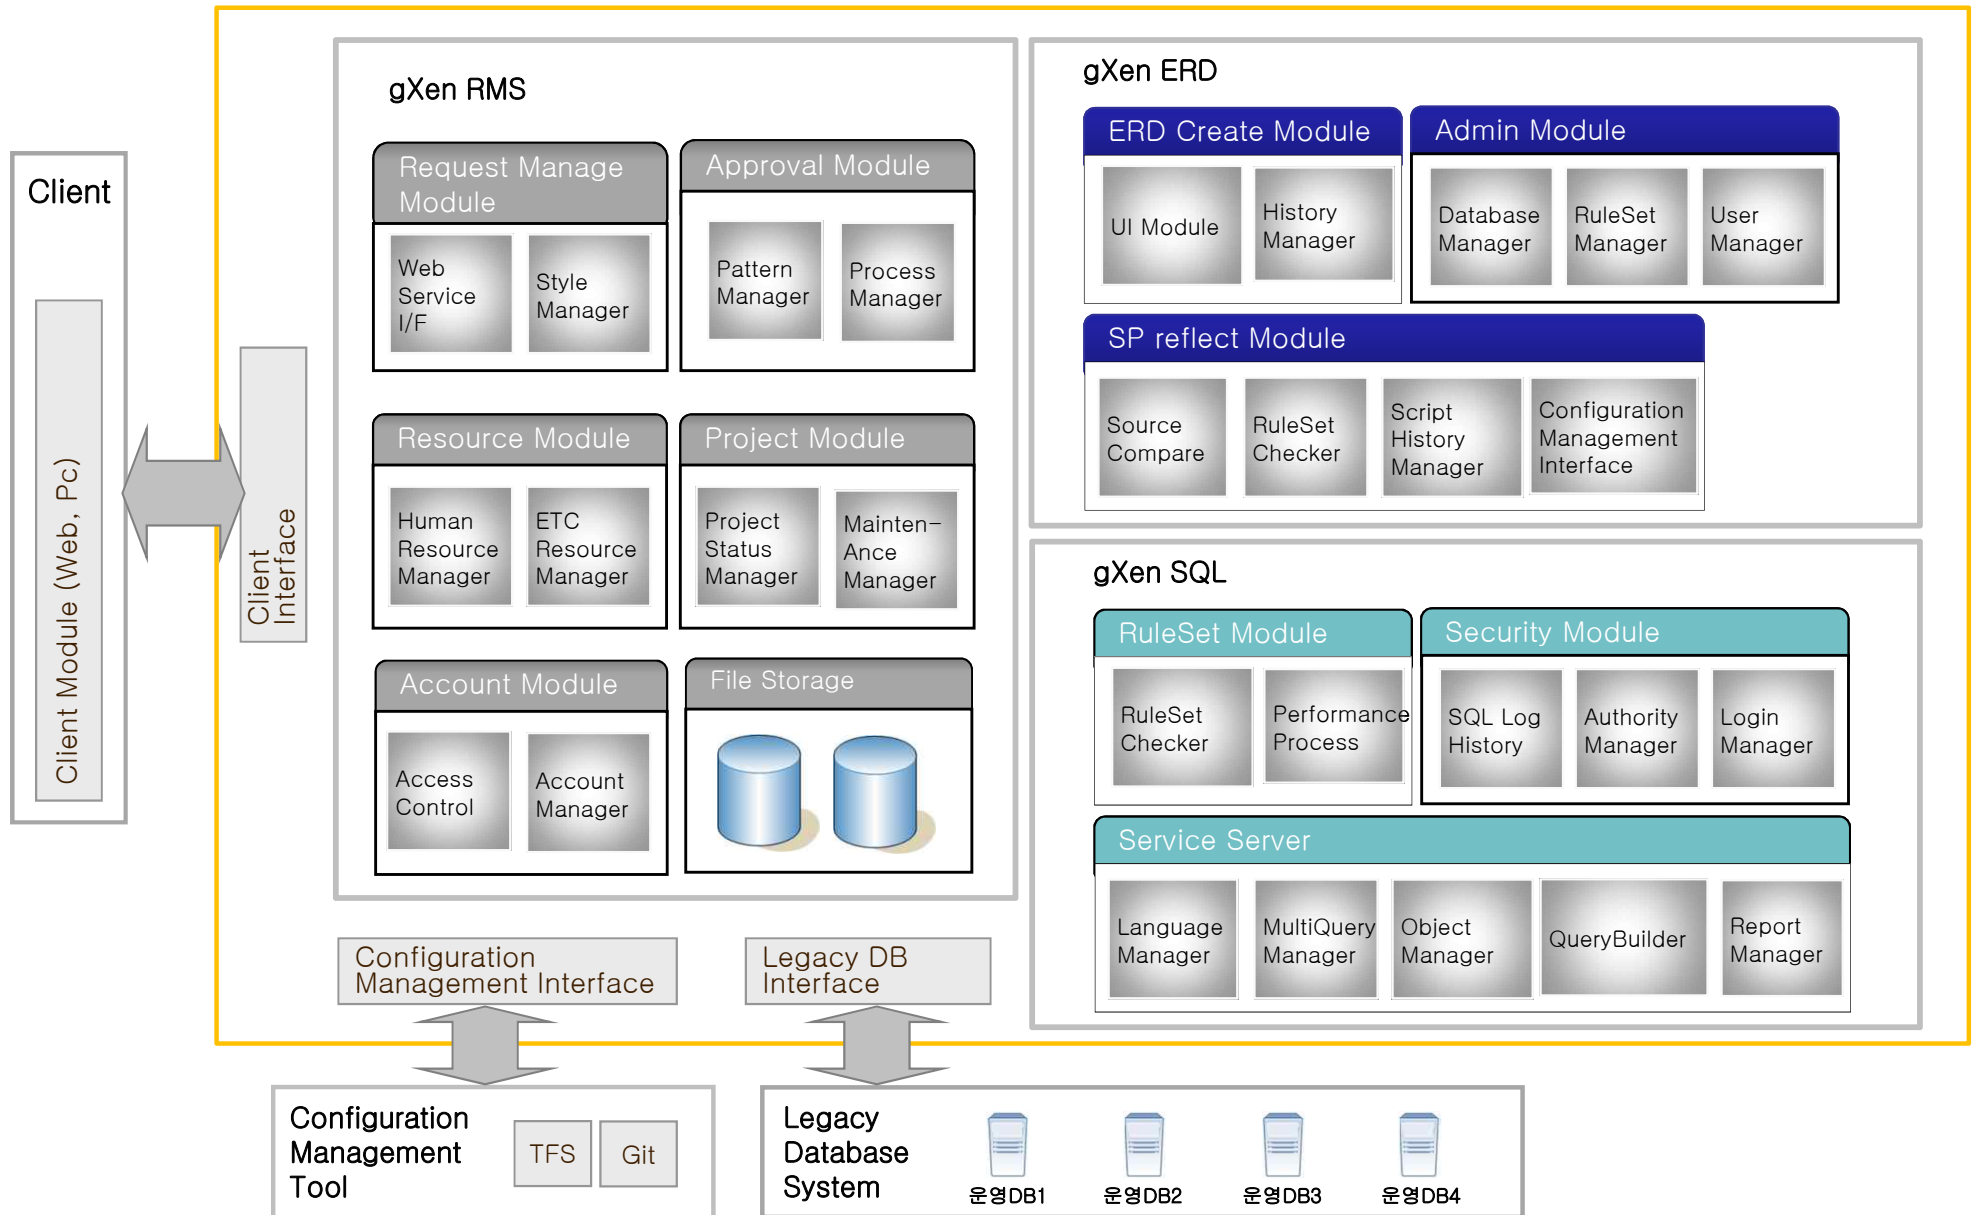 Client
Client Module (Web, Pc)
Client
Interface
gXen RMS
Request Manage
Module
Web
Service
I/F
Style
Manager
Approval Module
Pattern
Manager
Process
Manager
Resource Module
Human
Resource
Manager
ETC
Resource
Manager
Project Module
Project
Status
Manager
Mainten-
Ance
Manager
Account Module
Access
Control
Account
Manager
File Storage
gXen ERD
ERD Create Module
UI Module
History
Manager
Admin Module
Database
Manager
RuleSet
Manager
User
Manager
SP reflect Module
Source
Compare
RuleSet
Checker
Script
History
Manager
Configuration
Management
Interface
gXen SQL
RuleSet Module
RuleSet
Checker
Performance
Process
Security Module
SQL Log
History
Authority
Manager
Login
Manager
Service Server
Language
Manager
MultiQuery
Manager
Object
Manager
QueryBuilder
Report
Manager
Configuration
Management Interface
Legacy DB
Interface
Configuration
Management
Tool
TFS
Git
Legacy
Database
System
운영DB1
운영DB2
운영DB3
운영DB4